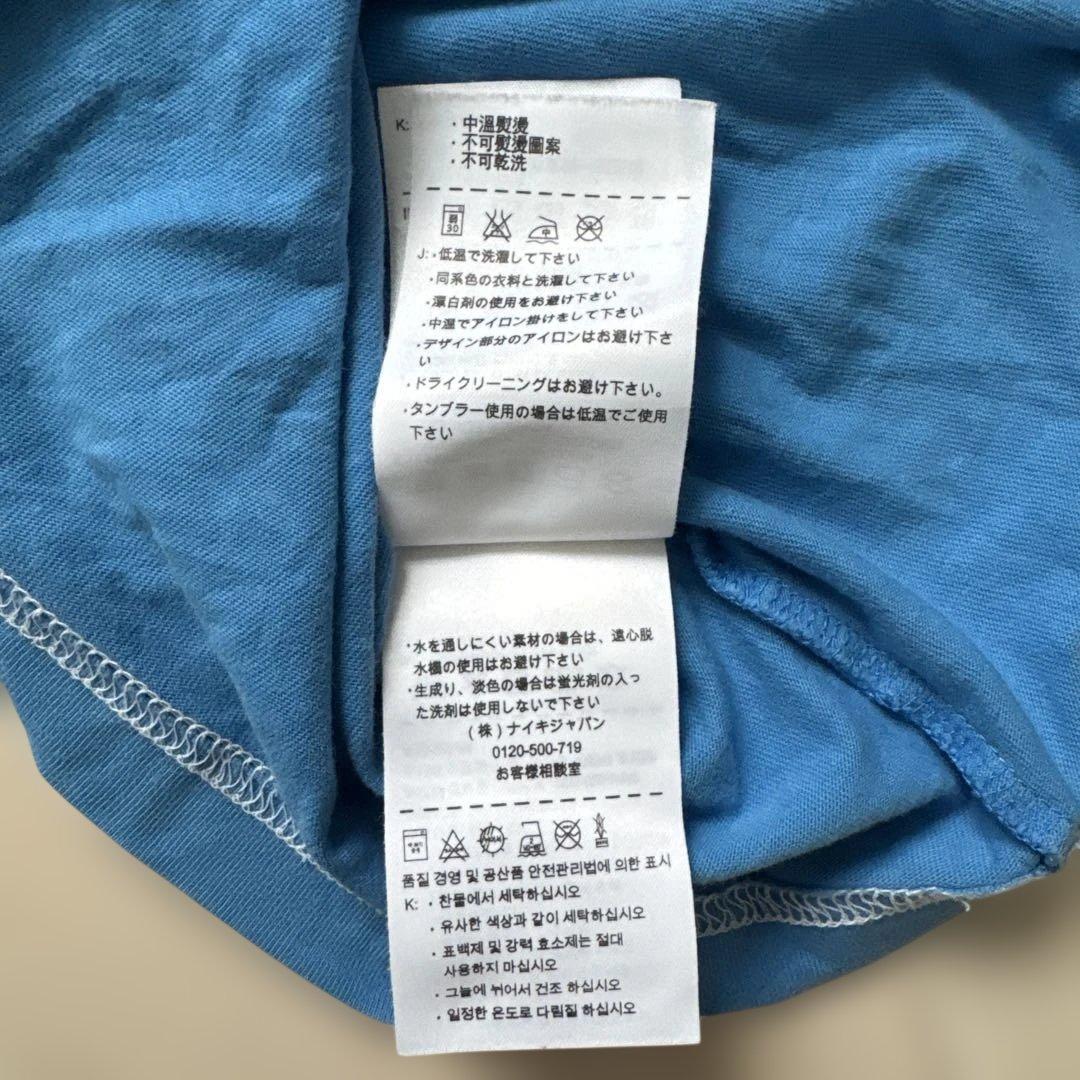 K:
・中溫熨燙
・不可熨燙圖案
・不可乾洗
弱
30
中
J:・低温で洗濯して下さい
・同系色の衣料と洗濯して下さい
・漂白剤の使用をお避け下さい
・中温でアイロン掛けをして下さい
・デザイン部分のアイロンはお避け下さ
い
・ドライクリーニングはお避け下さい。
・タンブラー使用の場合は低温でご使用
下さい
・水を通しにくい素材の場合は、遠心脱
水機の使用はお避け下さい
・生成り、淡色の場合は蛍光剤の入っ
た洗剤は使用しないで下さい
(株)ナイキジャパン
0120-500-719
お客様相談室
품질 경영 및 공산품 안전관리법에 의한 표시
K: ・찬물에서 세탁하십시오
・유사한 색상과 같이 세탁하십시오
・표백제 및 강력 효소제는 절대
사용하지 마십시오
・그늘에 뉘어서 건조 하십시오
・일정한 온도로 다림질 하십시오